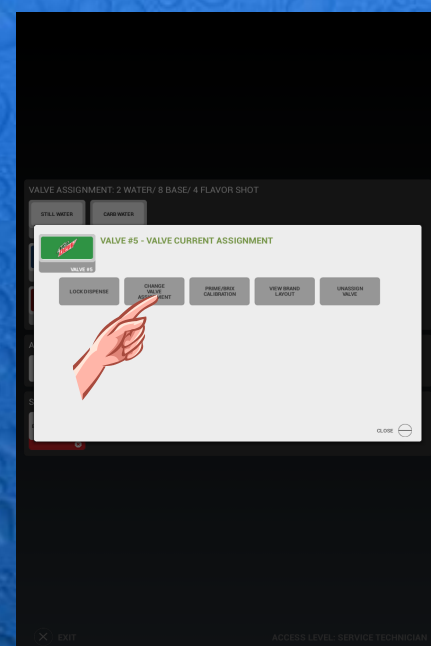 VALVE ASSIGNMENT: 2 WATER/ 8 BASE/ 4 FLAVOR SHOT
STILL WATER
CARB WATER
VALVE #5
VALVE #5 - VALVE CURRENT ASSIGNMENT
LOCK DISPENSE
CHANGE
VALVE
ASSIGNMENT
PRIME/BRIX
CALIBRATION
VIEW BRAND
LAYOUT
UNASSIGN
VALVE
CLOSE
EXIT
ACCESS LEVEL: SERVICE TECHNICIAN